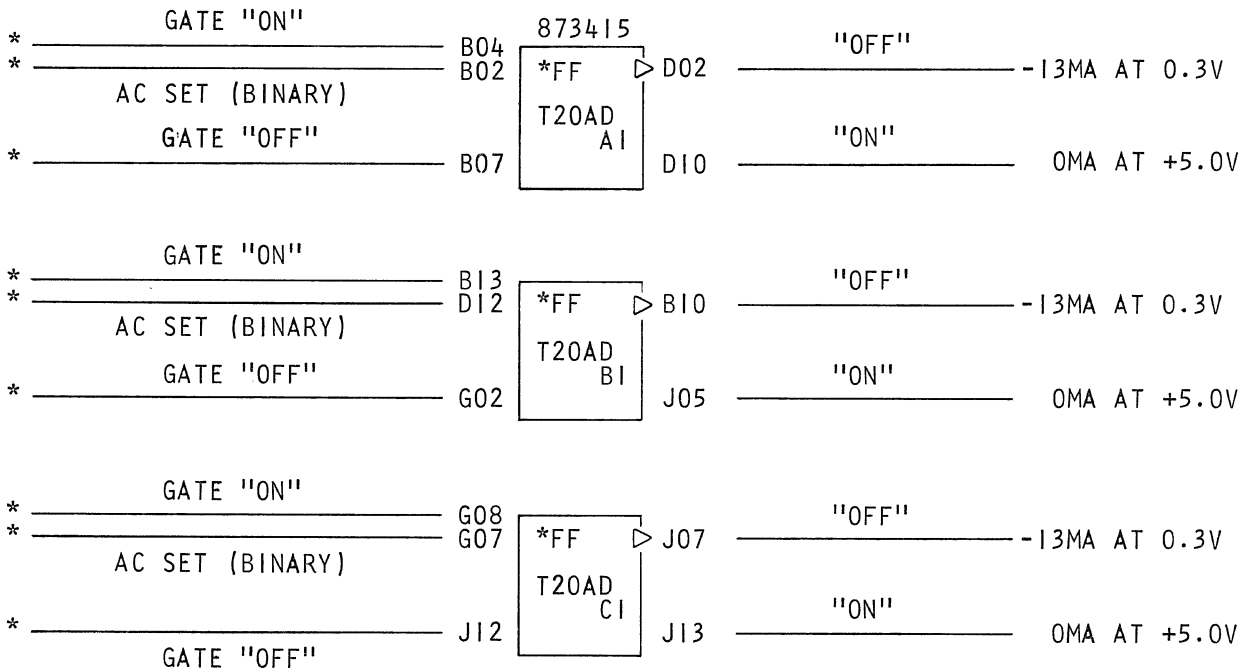 GATE "ON" 873415
* B04 "OFF"
* B02 *FF D02 -13MA AT 0.3V
AC SET (BINARY) T20AD
GATE "OFF" A1 "ON"
* B07 D10 0MA AT +5.0V
GATE "ON"
* B13 "OFF"
* D12 *FF B10 -13MA AT 0.3V
AC SET (BINARY) T20AD
GATE "OFF" B1 "ON"
* G02 J05 0MA AT +5.0V
GATE "ON"
* G08 "OFF"
* G07 *FF J07 -13MA AT 0.3V
AC SET (BINARY) T20AD
C1 "ON"
* J12 J13 0MA AT +5.0V
GATE "OFF"